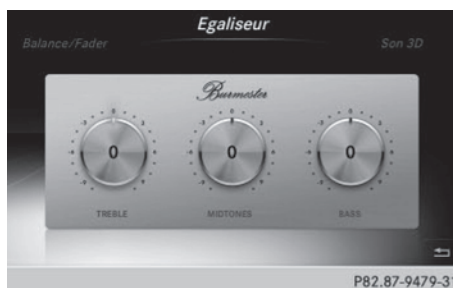 Egaliseur
Balance/Fader Son 3D
Burmester
0 0 0
TREBLE MIDTONES BASS
P82.87-9479-31